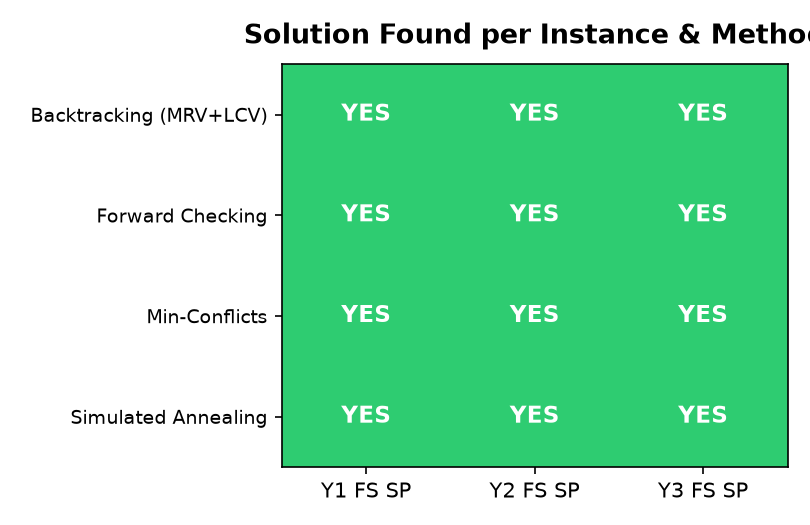 Solution Found per Instance & Metho
Backtracking (MRV+LCV) YES YES YES
Forward Checking YES YES YES
Min-Conflicts YES YES YES
Simulated Annealing YES YES YES
Y1 FS SP Y2 FS SP Y3 FS SP